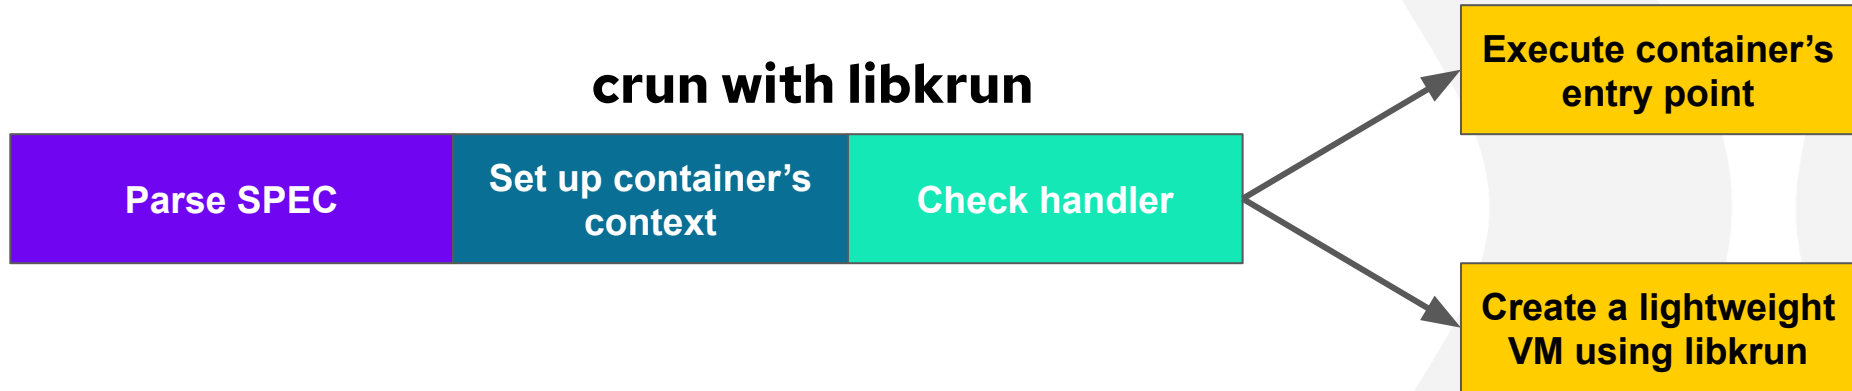 crun with libkrun
Parse SPEC
Set up container’s
context
Check handler
Execute container’s
entry point
Create a lightweight
VM using libkrun